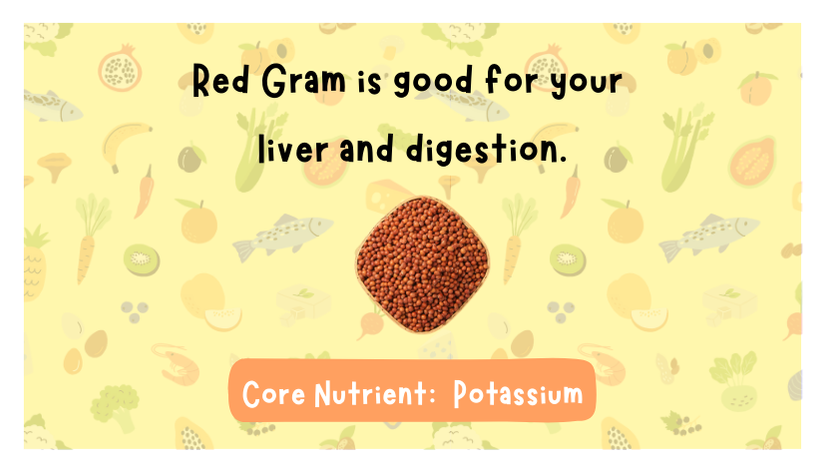 Red Gram is good for your
liver and digestion.
Core Nutrient: Potassium